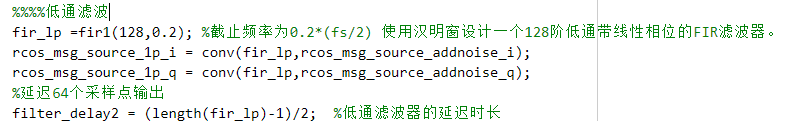 %%%%低通滤波
fir_lp =fir1(128,0.2); %截止频率为0.2*(fs/2) 使用汉明窗设计一个128阶低通带线性相位的FIR滤波器。
rcos_msg_source_1p_i = conv(fir_lp,rcos_msg_source_addnoise_i);
rcos_msg_source_1p_q = conv(fir_lp,rcos_msg_source_addnoise_q);
%延迟64个采样点输出
filter_delay2 = (length(fir_lp)-1)/2;  %低通滤波器的延迟时长